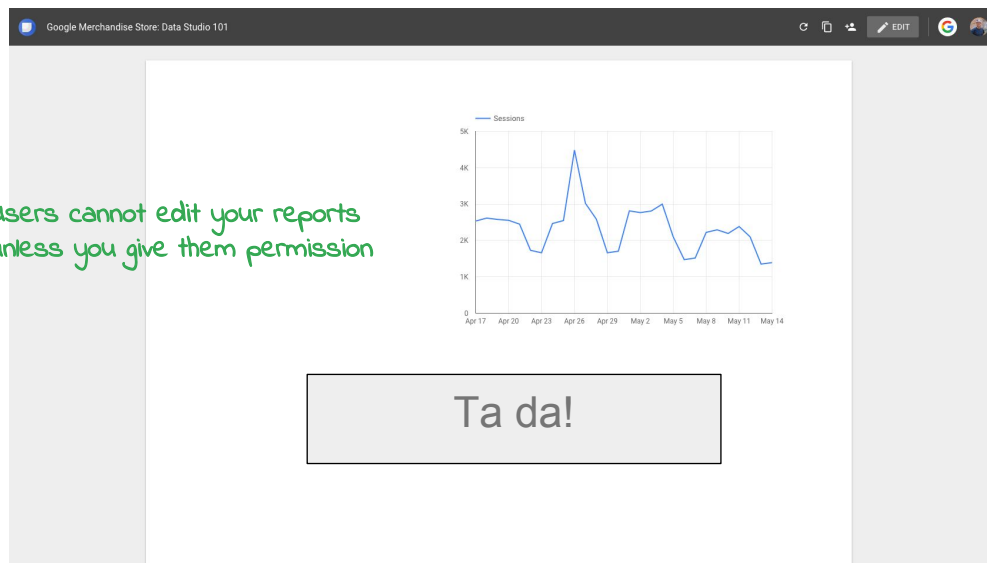 Google Merchandise Store: Data Studio 101
EDIT
Sessions
5K
4K
3K
2K
1K
0
Apr 17 Apr 20 Apr 23 Apr 26 Apr 29 May 2 May 5 May 8 May 11 May 14
users cannot edit your reports
unless you give them permission
Ta da!